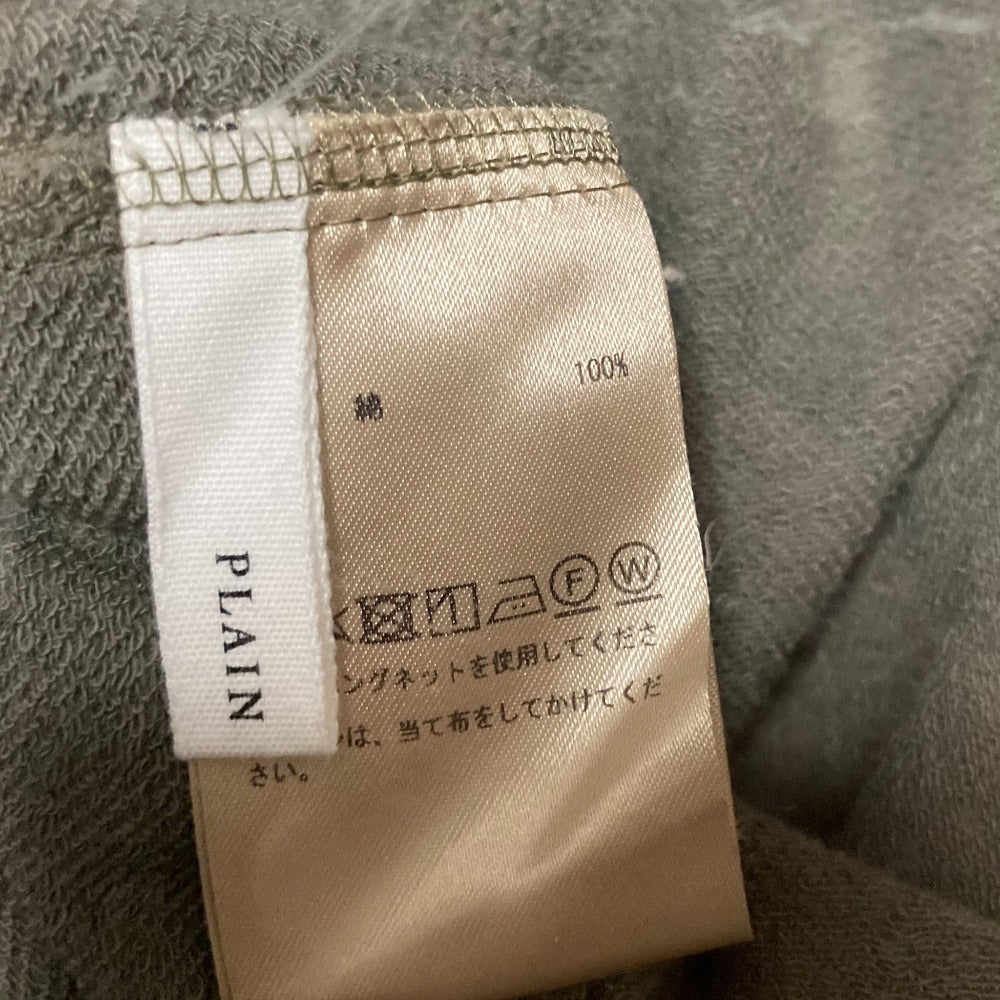 綿 100%
PLAIN
F W
ングネットを使用してくださ
は、当て布をしてかけてくだ
さい。